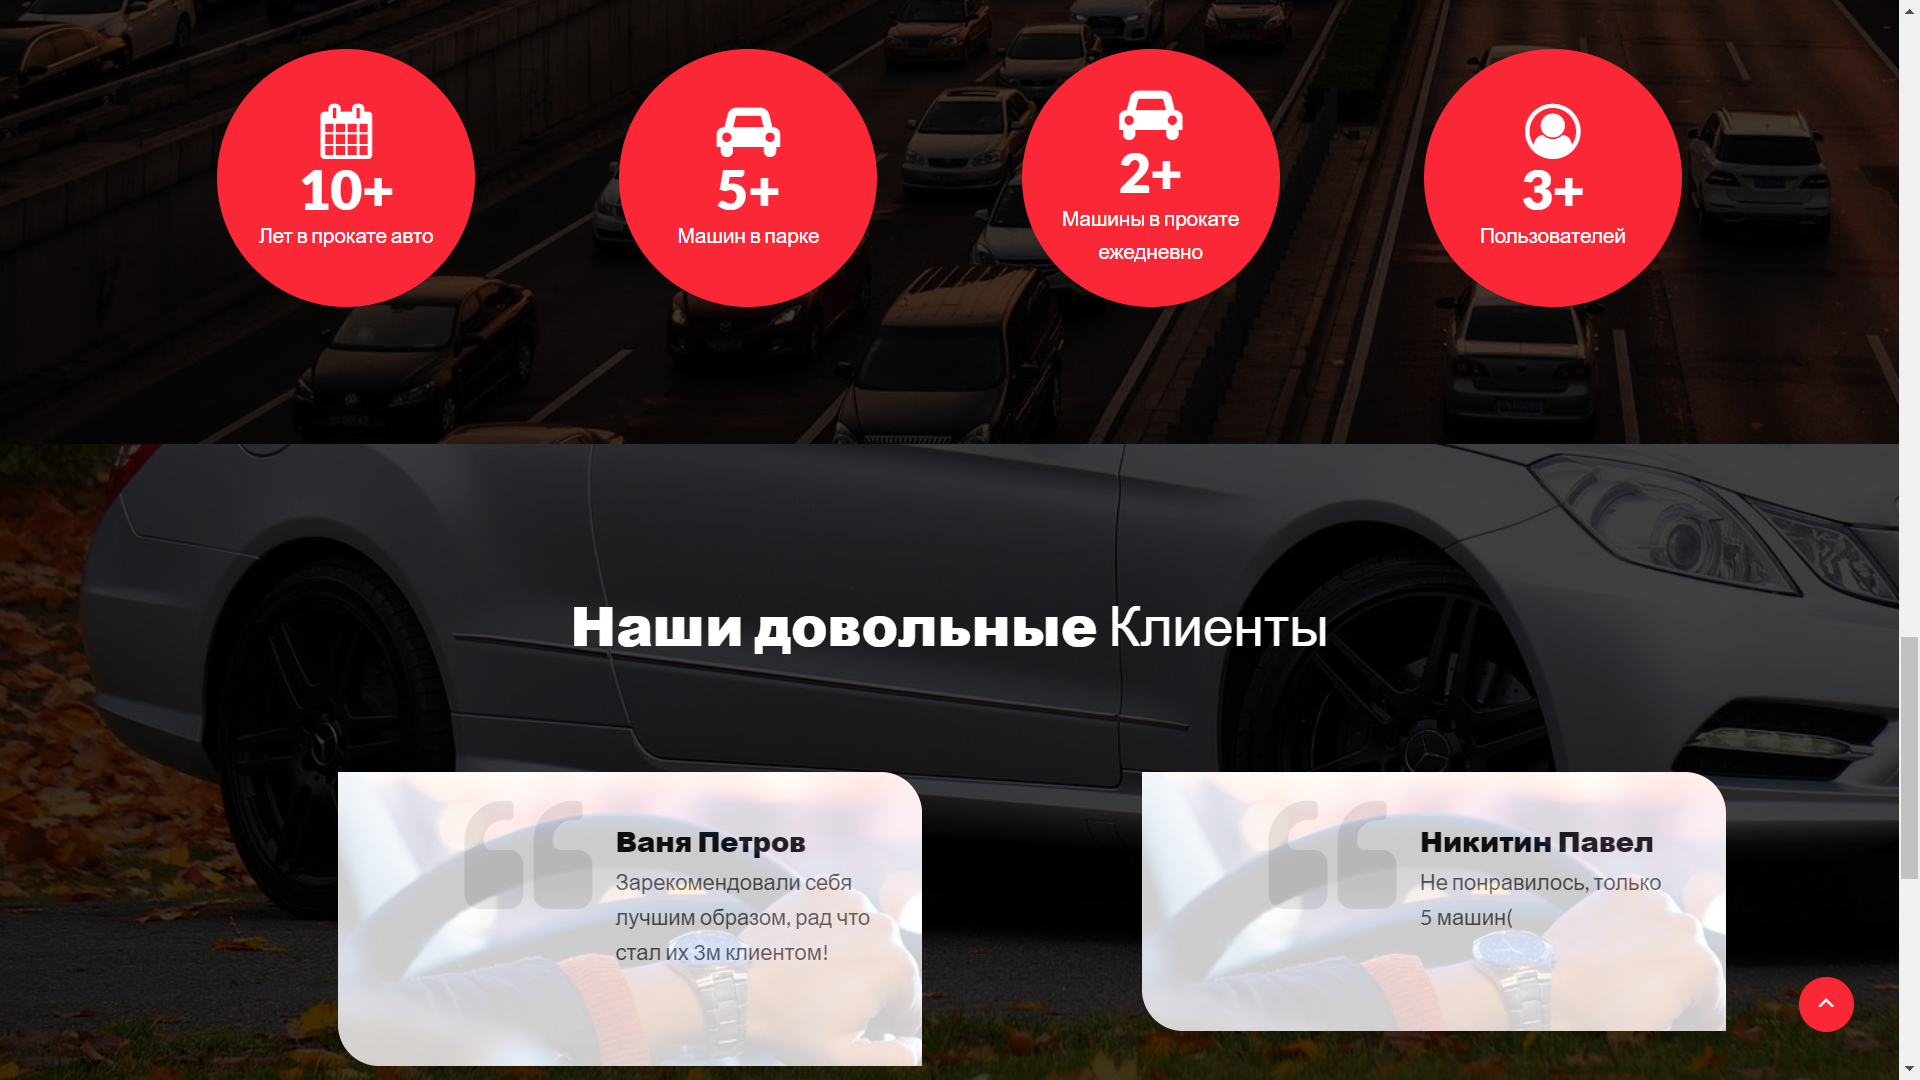 10+
Лет в прокате авто
5+
Машин в парке
2+
Машины в прокате
ежедневно
3+
Пользователей
Наши довольные Клиенты
Ваня Петров
Зарекомендовали себя
лучшим образом, рад что
стал их 3м клиентом!
Никитин Павел
Не понравилось, только
5 машин(